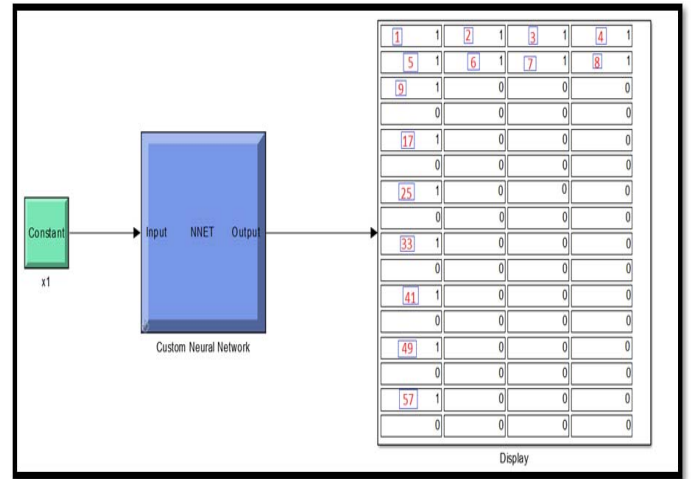 1 1 2 1 3 1 4 1
5 1 6 1 7 1 8 1
9 1 0 0 0
0 0 0 0
17 1 0 0 0
0 0 0 0
25 1 0 0 0
0 0 0 0
33 1 0 0 0
0 0 0 0
41 1 0 0 0
0 0 0 0
49 1 0 0 0
0 0 0 0
57 1 0 0 0
0 0 0 0
Constant
x1
Input NNET Output
Custom Neural Network
Display